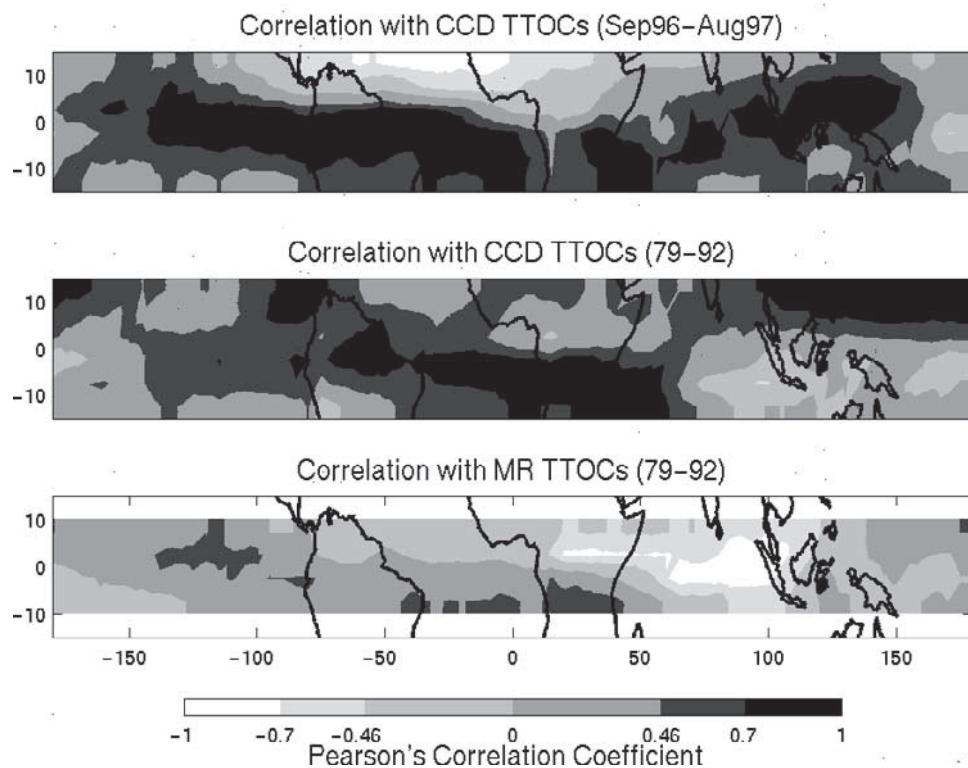 Correlation with CCD TTOCs (Sep96–Aug97)
10
0
−10
Correlation with CCD TTOCs (79–92)
10
0
−10
Correlation with MR TTOCs (79–92)
10
0
−10
−150 −100 −50 0 50 100 150
−1 −0.7 −0.46 0 0.46 0.7 1
Pearson's Correlation Coefficient